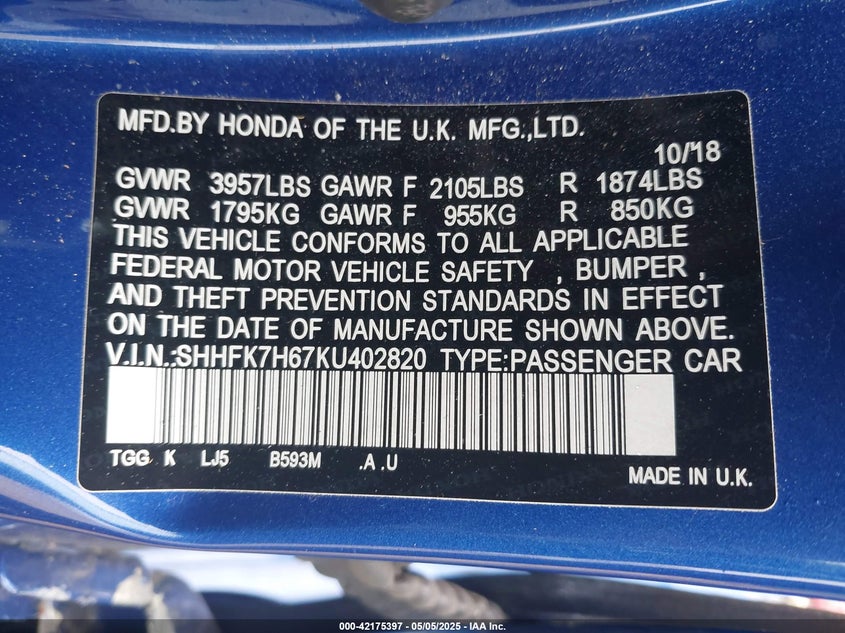 MFD.BY HONDA OF THE U.K. MFG.,LTD.
10/'18
GVWR 3957LBS GAWR F 2105LBS R 1874LBS
GVWR 1795KG GAWR F 955KG R 850KG
THIS VEHICLE CONFORMS TO ALL APPLICABLE
FEDERAL MOTOR VEHICLE SAFETY , BUMPER ,
AND THEFT PREVENTION STANDARDS IN EFFECT
ON THE DATE OF MANUFACTURE SHOWN ABOVE.
V.I.N.:SHHFK7H67KU402820 TYPE:PASSENGER CAR
TGG K LJ5 B593M .A .U
MADE IN U.K.
000-42175397 - 05/05/2025 - IAA Inc.